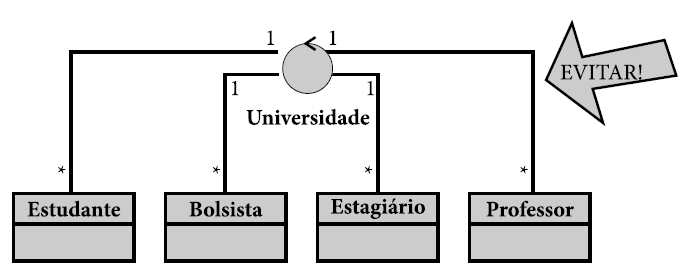 1 1
EVITAR!
1 1
Universidade
* * * *
Estudante Bolsista Estagiário Professor